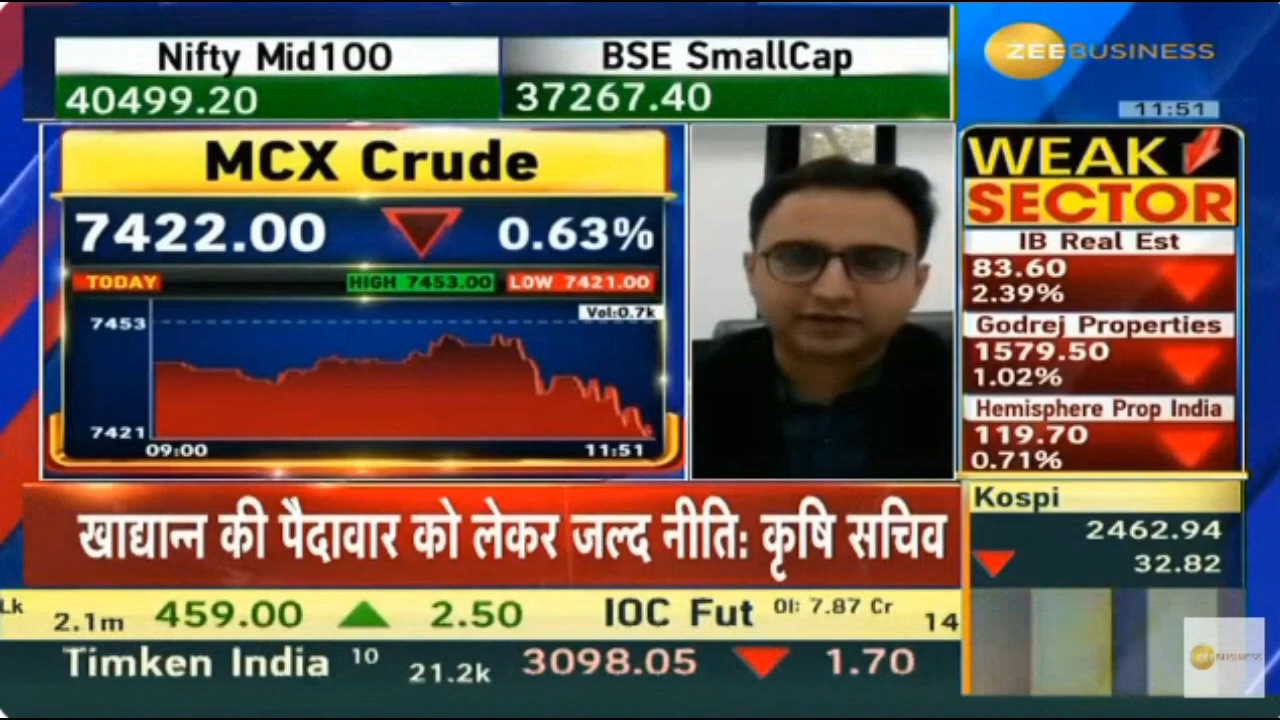 Nifty Mid100
40499.20
BSE SmallCap
37267.40
ZEEBUSINESS
11:51
MCX Crude
7422.00 0.63%
TODAY HIGH 7453.00 LOW 7421.00
Vol:0.7k
7453
7421
09:00 11:51
WEAK
SECTOR
IB Real Est
83.60
2.39%
Godrej Properties
1579.50
1.02%
Hemisphere Prop India
119.70
0.71%
खाद्यान्न की पैदावार को लेकर जल्द नीतिः कृषि सचिव
Kospi
2462.94
32.82
Lk 2.1m 459.00 2.50 IOC Fut OI: 7.87 Cr 14
Timken India 10 21.2k 3098.05 1.70
ZEEBUSINESS